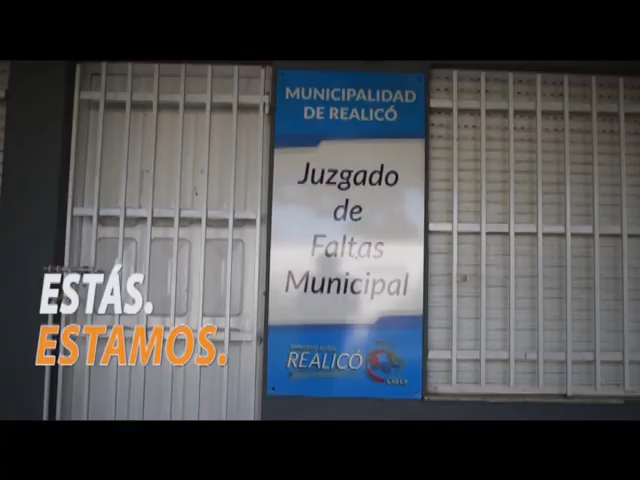 MUNICIPALIDAD
DE REALICÓ
Juzgado
de
Faltas
Municipal
REALICÓ
ESTÁS.
ESTAMOS.